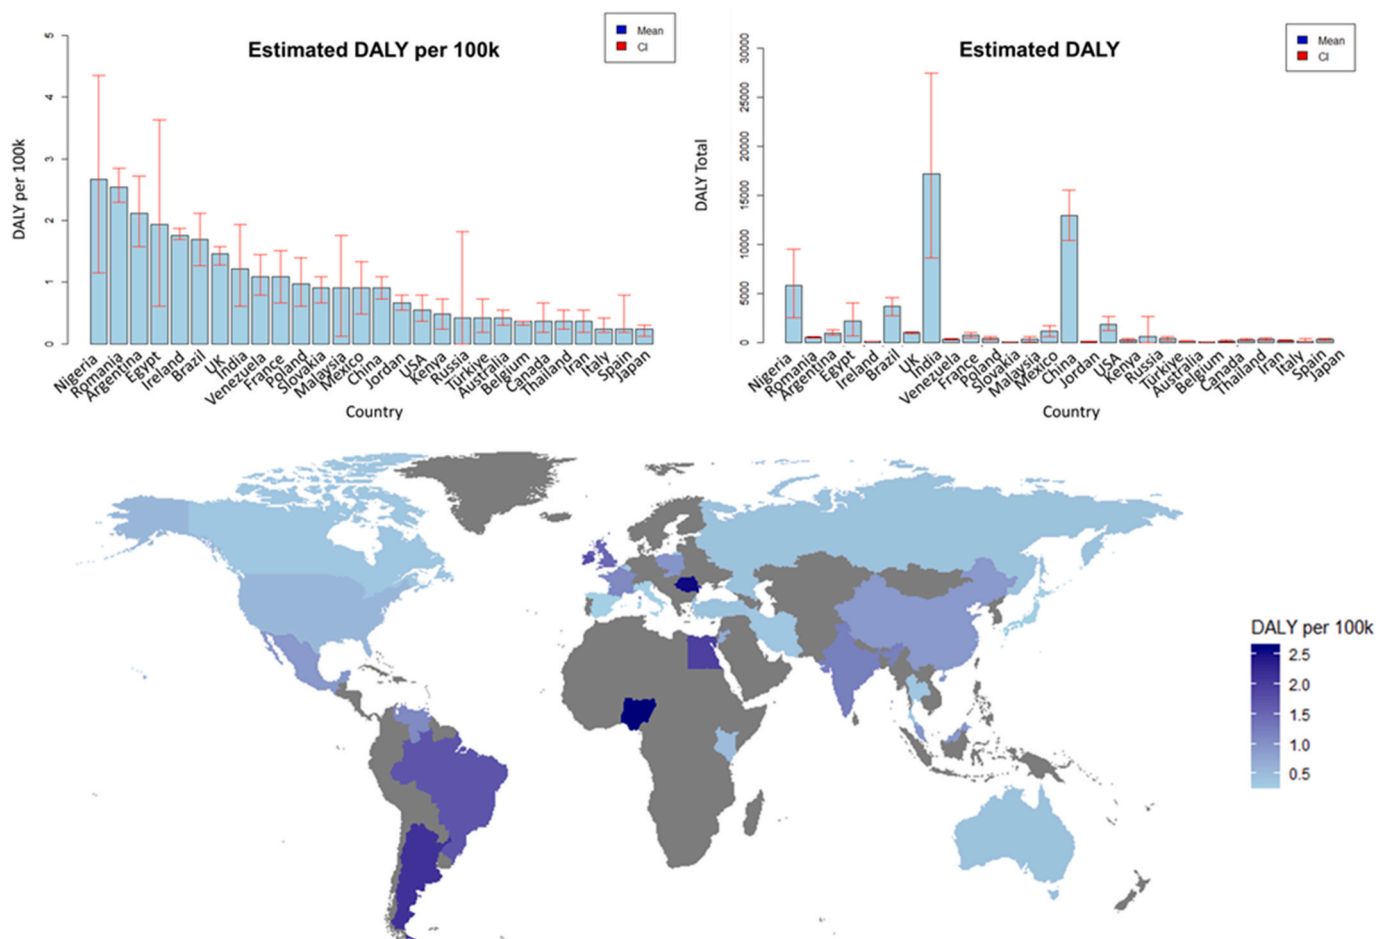 Estimated DALY per 100k
Mean
CI
DALY per 100k
5
4
3
2
1
0
Nigeria
Romania
Argentina
Egypt
Ireland
Brazil
UK
India
Venezuela
France
Poland
Slovakia
Malaysia
Mexico
China
Jordan
USA
Kenya
Russia
Türkiye
Australia
Belgium
Canada
Thailand
Iran
Italy
Spain
Japan
Country
Estimated DALY
Mean
CI
DALY Total
30000
25000
20000
15000
10000
5000
0
Nigeria
Romania
Argentina
Egypt
Ireland
Brazil
UK
India
Venezuela
France
Poland
Slovakia
Malaysia
Mexico
China
Jordan
USA
Kenya
Russia
Türkiye
Australia
Belgium
Canada
Thailand
Iran
Italy
Spain
Japan
Country
DALY per 100k
2.5
2.0
1.5
1.0
0.5